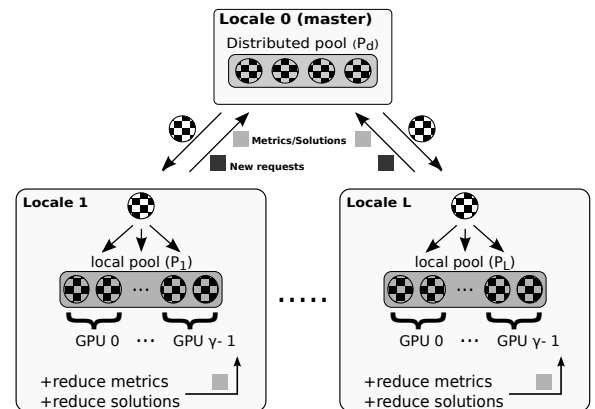 Locale 0 (master)
Distributed pool (Pd)
Metrics/Solutions
New requests
Locale 1
local pool (P1)
...
GPU 0 ... GPU γ- 1
+reduce metrics
+reduce solutions
.....
Locale L
local pool (PL)
...
GPU 0 ... GPU γ- 1
+reduce metrics
+reduce solutions